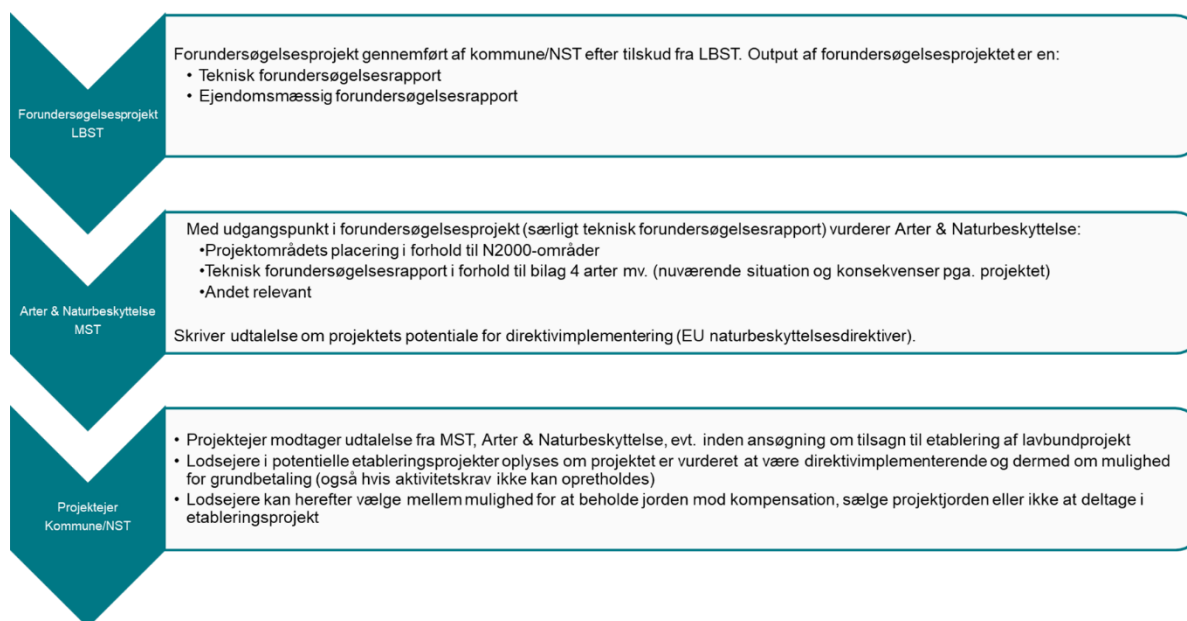 Forundersøgelsesprojekt
LBST
Forundersøgelsesprojekt gennemført af kommune/NST efter tilskud fra LBST. Output af forundersøgelsesprojektet er en:
• Teknisk forundersøgelsesrapport
• Ejendomsmæssig forundersøgelsesrapport
Arter & Naturbeskyttelse
MST
Med udgangspunkt i forundersøgelsesprojekt (særligt teknisk forundersøgelsesrapport) vurderer Arter & Naturbeskyttelse:
•Projektområdets placering i forhold til N2000-områder
•Teknisk forundersøgelsesrapport i forhold til bilag 4 arter mv. (nuværende situation og konsekvenser pga. projektet)
•Andet relevant
Skriver udtalelse om projektets potentiale for direktivimplementering (EU naturbeskyttelsesdirektiver).
Projektejer
Kommune/NST
• Projektejer modtager udtalelse fra MST, Arter & Naturbeskyttelse, evt. inden ansøgning om tilsagn til etablering af lavbundprojekt
• Lodsejere i potentielle etableringsprojekter oplyses om projektet er vurderet at være direktivimplementerende og dermed om mulighed
for grundbetaling (også hvis aktivitetskrav ikke kan opretholdes)
• Lodsejere kan herefter vælge mellem mulighed for at beholde jorden mod kompensation, sælge projektjorden eller ikke at deltage i
etableringsprojekt